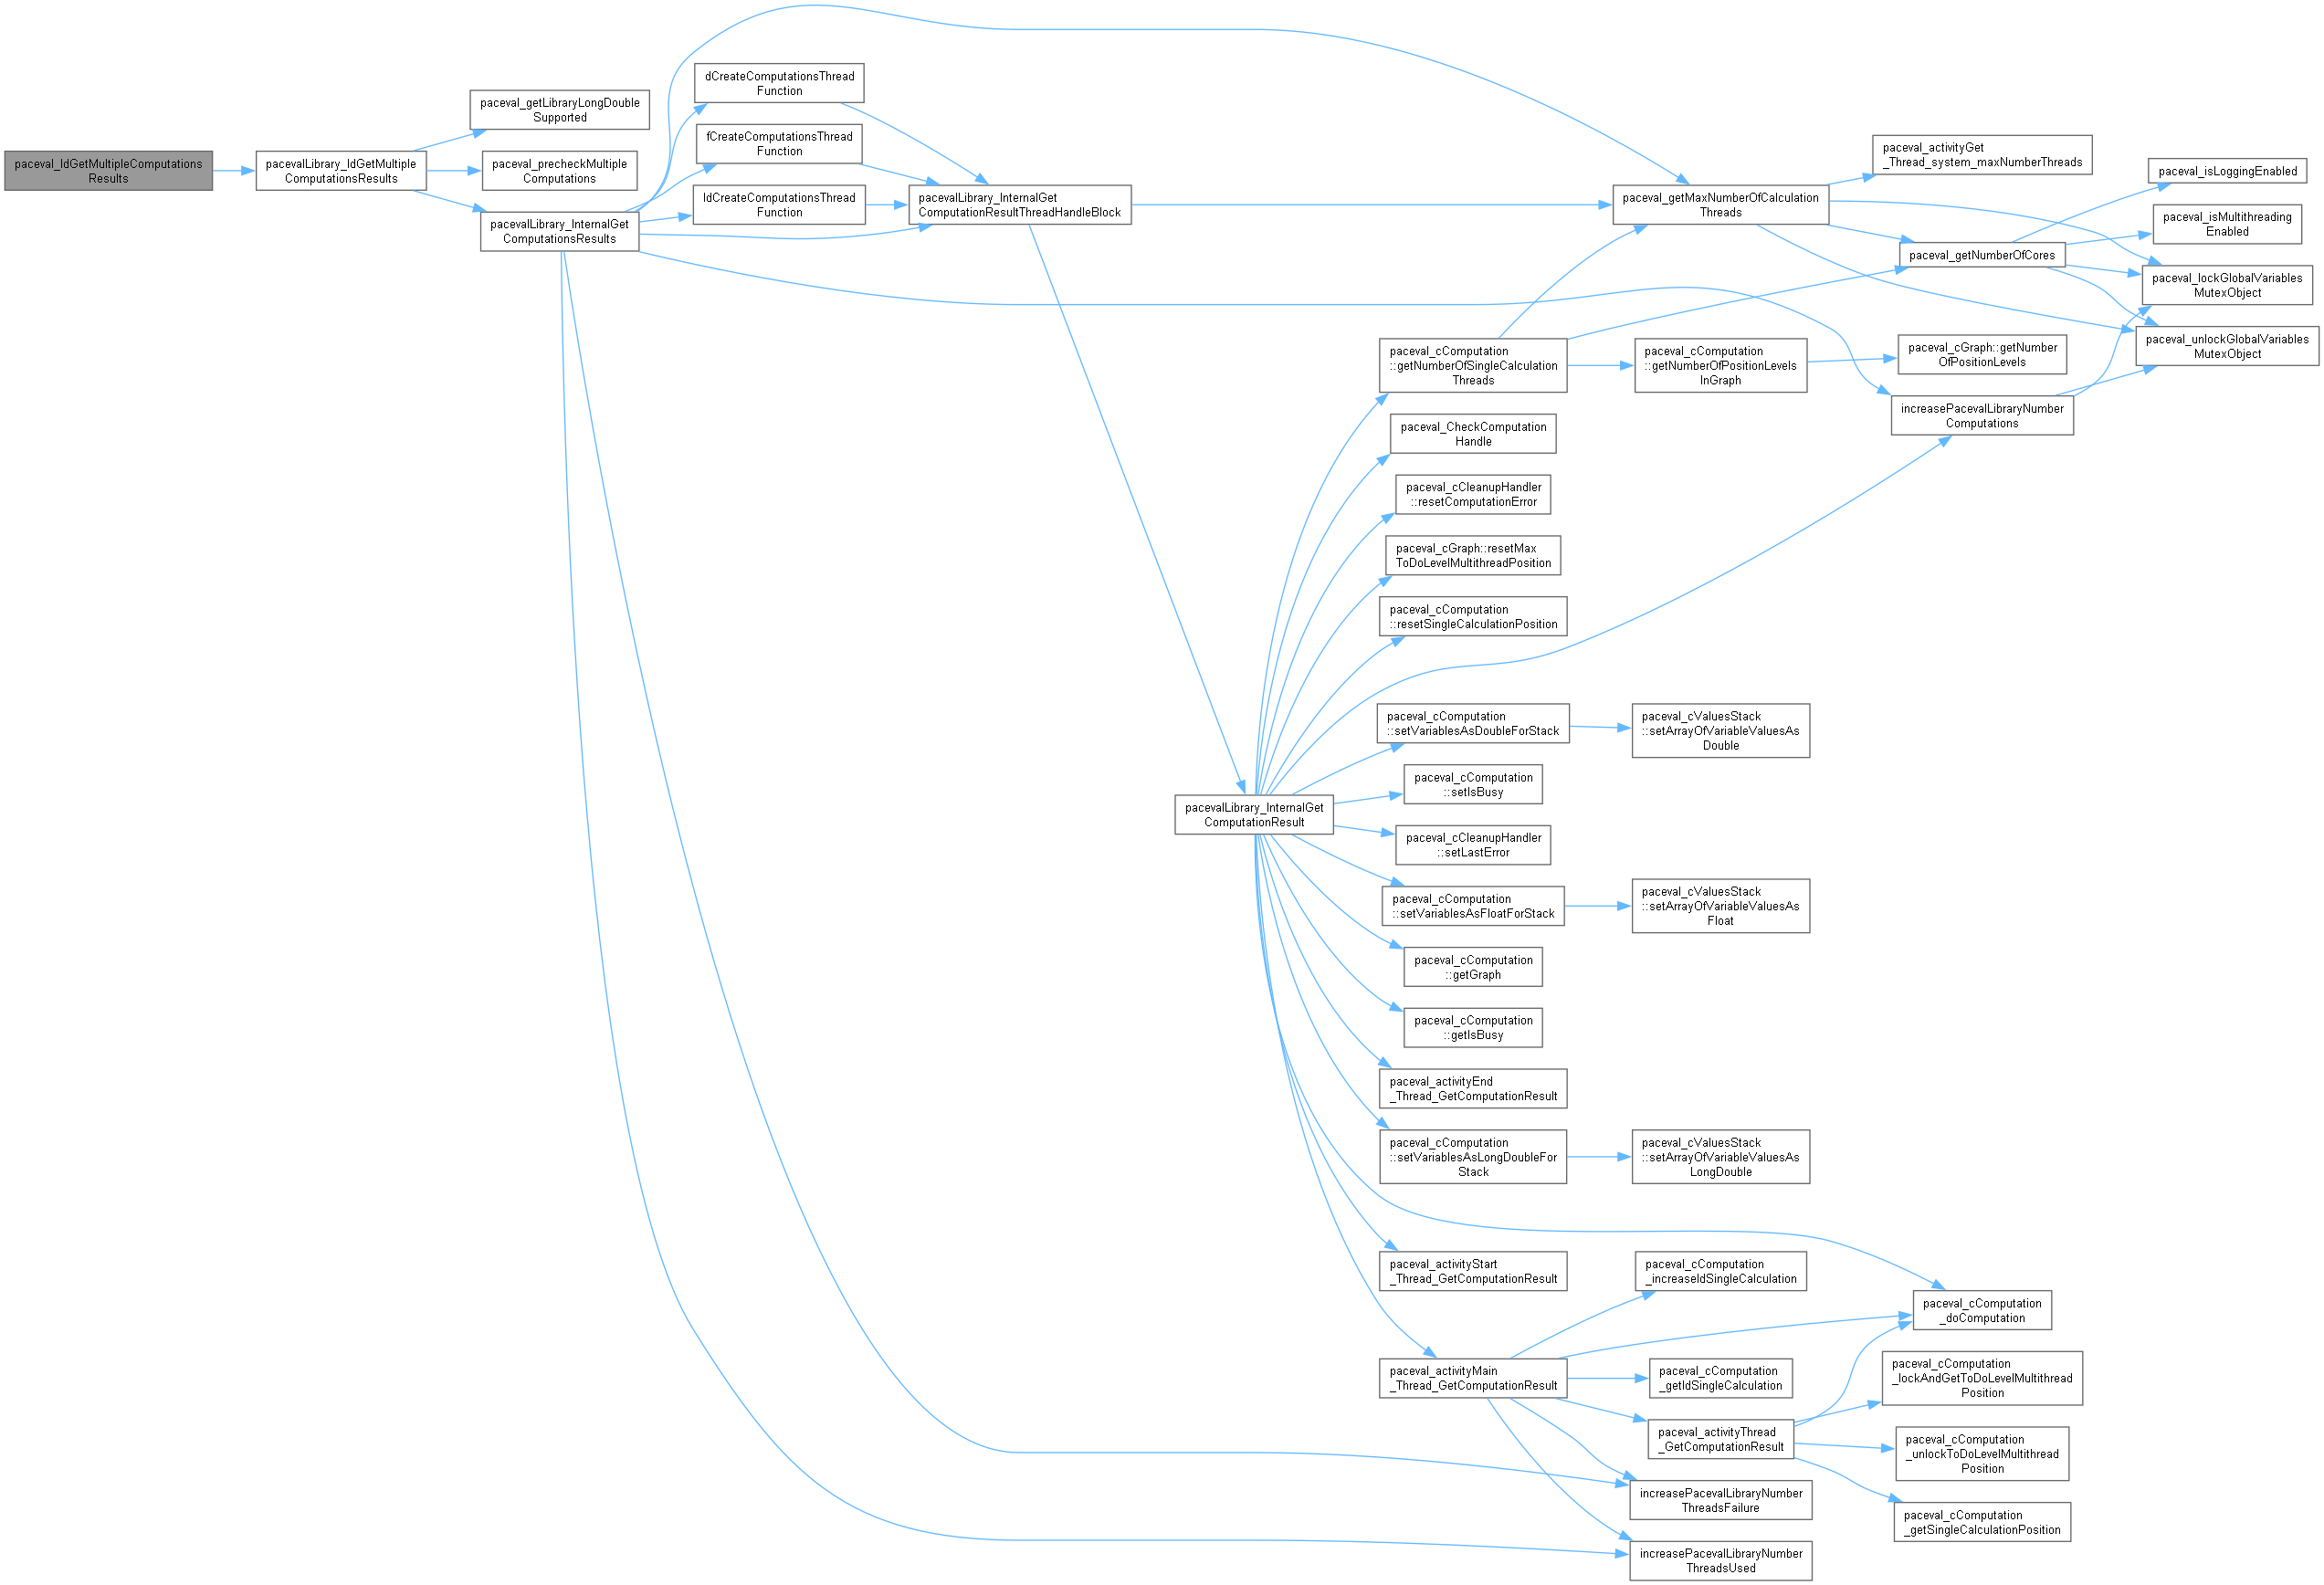 paceval_ldGetMultipleComputations
Results
pacevalLibrary_ldGetMultiple
ComputationsResults
paceval_getLibraryLongDouble
Supported
paceval_precheckMultiple
Computations
pacevalLibrary_InternalGet
ComputationsResults
dCreateComputationsThread
Function
fCreateComputationsThread
Function
ldCreateComputationsThread
Function
pacevalLibrary_InternalGet
ComputationResultThreadHandleBlock
pacevalLibrary_InternalGet
ComputationResult
paceval_cComputation
::getNumberOfSingleCalculation
Threads
paceval_CheckComputation
Handle
paceval_cCleanupHandler
::resetComputationError
paceval_cGraph::resetMax
ToDoLevelMultithreadPosition
paceval_cComputation
::resetSingleCalculationPosition
paceval_cComputation
::setVariablesAsDoubleForStack
paceval_cComputation
::setIsBusy
paceval_cCleanupHandler
::setLastError
paceval_cComputation
::setVariablesAsFloatForStack
paceval_cComputation
::getGraph
paceval_cComputation
::getIsBusy
paceval_activityEnd
_Thread_GetComputationResult
paceval_cComputation
::setVariablesAsLongDoubleFor
Stack
paceval_activityStart
_Thread_GetComputationResult
paceval_activityMain
_Thread_GetComputationResult
paceval_getMaxNumberOfCalculation
Threads
paceval_cComputation
::getNumberOfPositionLevels
InGraph
paceval_cValuesStack
::setArrayOfVariableValuesAs
Double
paceval_cValuesStack
::setArrayOfVariableValuesAs
Float
paceval_cValuesStack
::setArrayOfVariableValuesAs
LongDouble
paceval_cComputation
_increaseIdSingleCalculation
paceval_cComputation
_getIdSingleCalculation
paceval_activityThread
_GetComputationResult
increasePacevalLibraryNumber
ThreadsFailure
increasePacevalLibraryNumber
ThreadsUsed
paceval_activityGet
_Thread_system_maxNumberThreads
paceval_getNumberOfCores
paceval_cGraph::getNumber
OfPositionLevels
increasePacevalLibraryNumber
Computations
paceval_cComputation
_doComputation
paceval_cComputation
_lockAndGetToDoLevelMultithread
Position
paceval_cComputation
_unlockToDoLevelMultithread
Position
paceval_cComputation
_getSingleCalculationPosition
paceval_isLoggingEnabled
paceval_isMultithreading
Enabled
paceval_lockGlobalVariables
MutexObject
paceval_unlockGlobalVariables
MutexObject